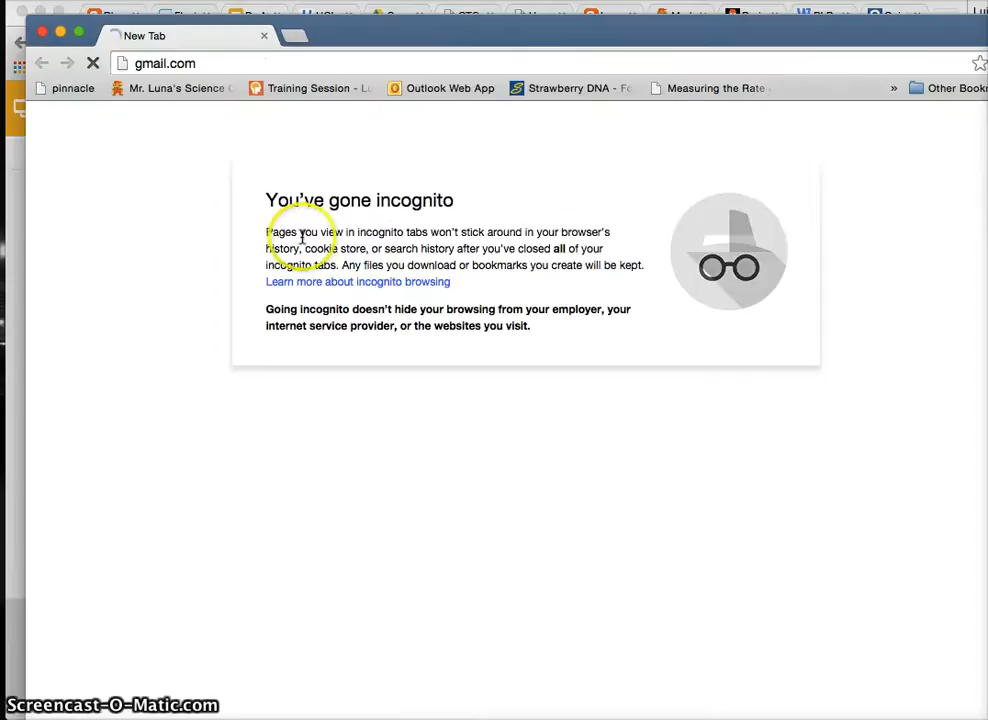 New Tab
gmail.com
pinnacle
Mr. Luna's Science
Training Session - L
Outlook Web App
Strawberry DNA - Fo
Measuring the Rate
»
Other Bookm
You've gone incognito
Pages you view in incognito tabs won't stick around in your browser's
history, cookie store, or search history after you've closed all of your
incognito tabs. Any files you download or bookmarks you create will be kept.
Learn more about incognito browsing
Going incognito doesn't hide your browsing from your employer, your
internet service provider, or the websites you visit.
Screencast-O-Matic.com